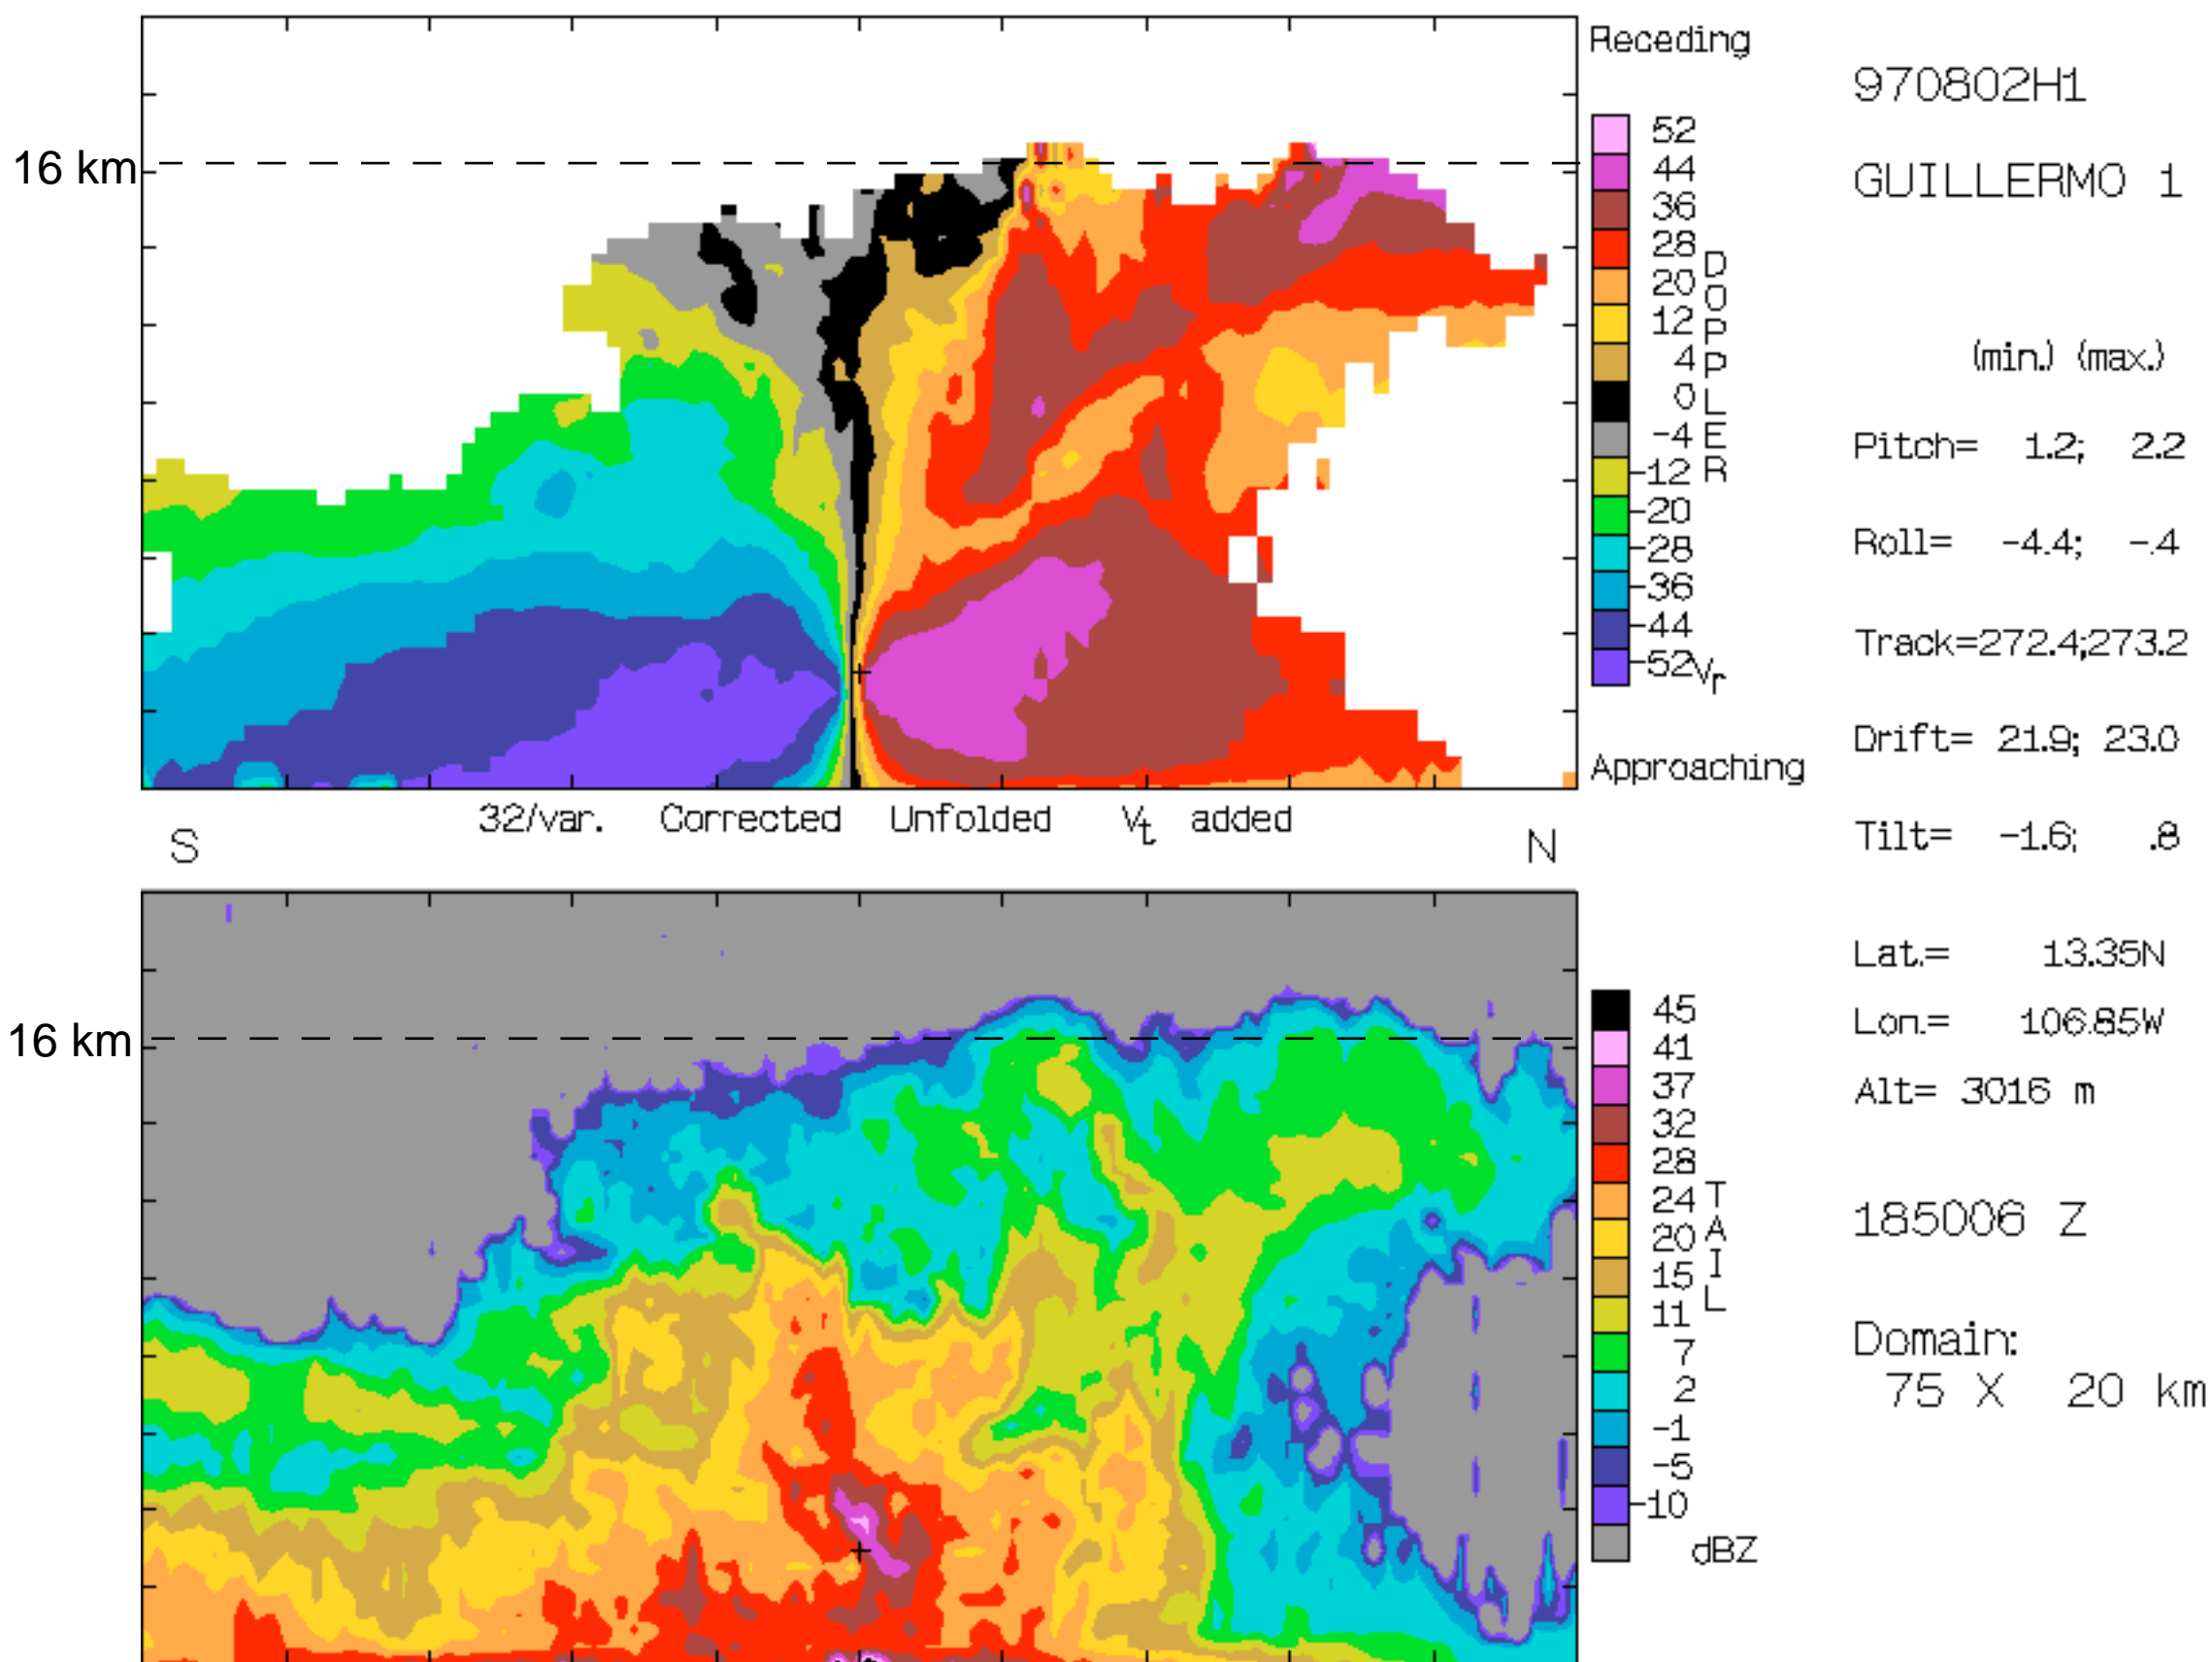 Receding
970802H1
GUILLERMO 1
16 km
52
44
36
28
20
12
4
0
-4
-12
-20
-28
-36
-44
-52
Vr
DOPPLER
Approaching
(min.) (max.)
Pitch= 1.2; 2.2
Roll= -4.4; -.4
Track=272.4;273.2
Drift= 21.9; 23.0
Tilt= -1.6; .8
32/var. Corrected Unfolded Vt added
S N
16 km
45
41
37
32
28
24
20
15
11
7
2
-1
-5
-10
dBZ
TAIL
Lat.= 13.35N
Lon.= 106.85W
Alt= 3016 m
185006 Z
Domain:
75 X 20 km